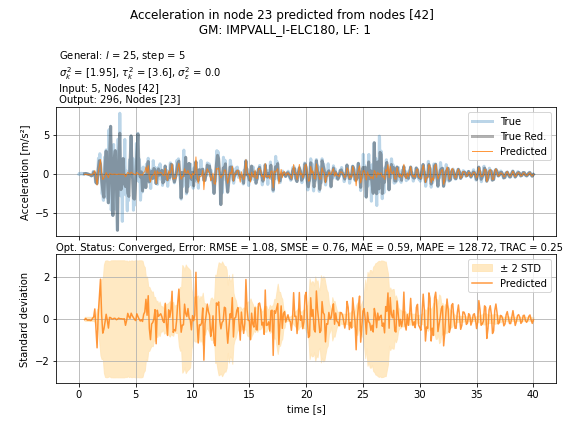 Acceleration in node 23 predicted from nodes [42]
GM: IMPVALL_I-ELC180, LF: 1
General: l = 25, step = 5
σ²ₖ = [1.95], τ²ₖ = [3.6], σ²ε = 0.0
Input: 5, Nodes [42]
Output: 296, Nodes [23]
True
True Red.
Predicted
Acceleration [m/s²]
5
0
−5
Opt. Status: Converged, Error: RMSE = 1.08, SMSE = 0.76, MAE = 0.59, MAPE = 128.72, TRAC = 0.25
± 2 STD
Predicted
Standard deviation
2
0
−2
0 5 10 15 20 25 30 35 40
time [s]